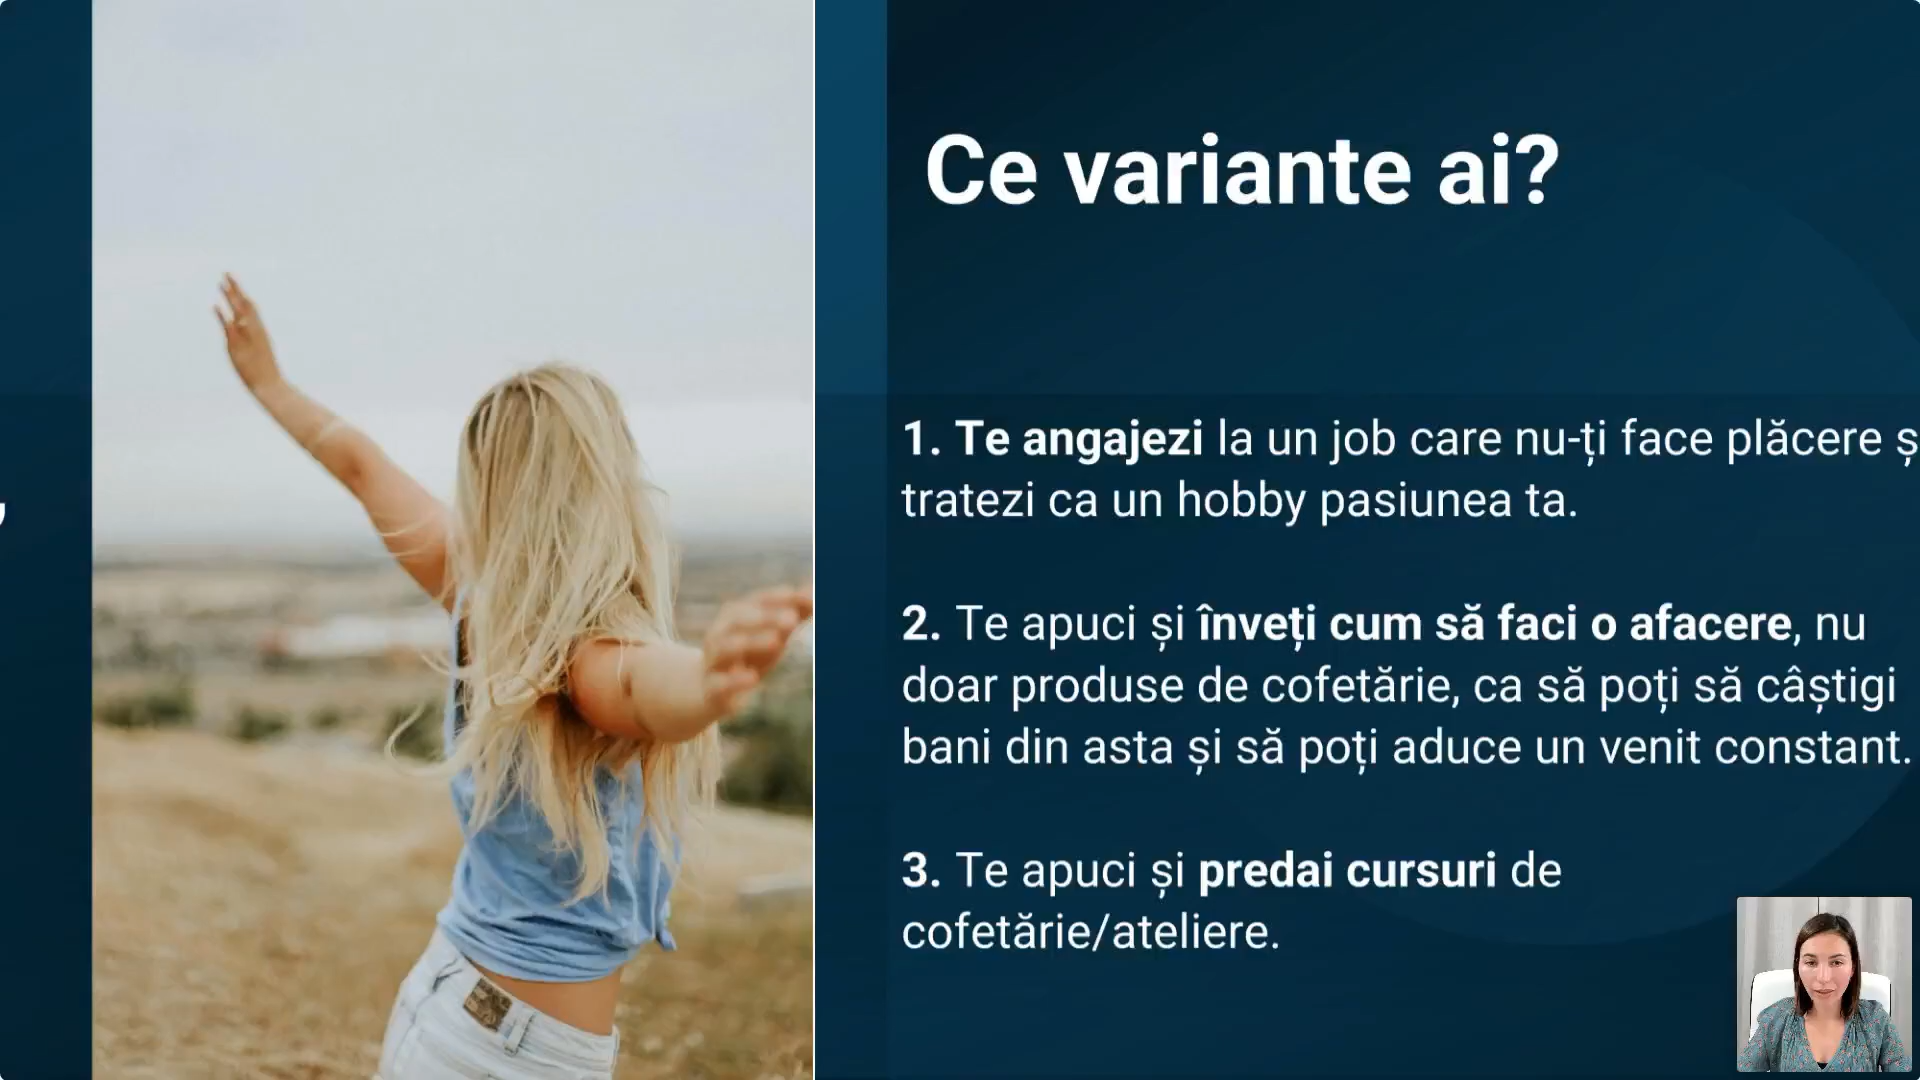 Ce variante ai?
1. Te angajezi la un job care nu-ți face plăcere ș
tratezi ca un hobby pasiunea ta.
2. Te apuci și înveți cum să faci o afacere, nu
doar produse de cofetărie, ca să poți să câștigi
bani din asta și să poți aduce un venit constant.
3. Te apuci și predai cursuri de
cofetărie/ateliere.